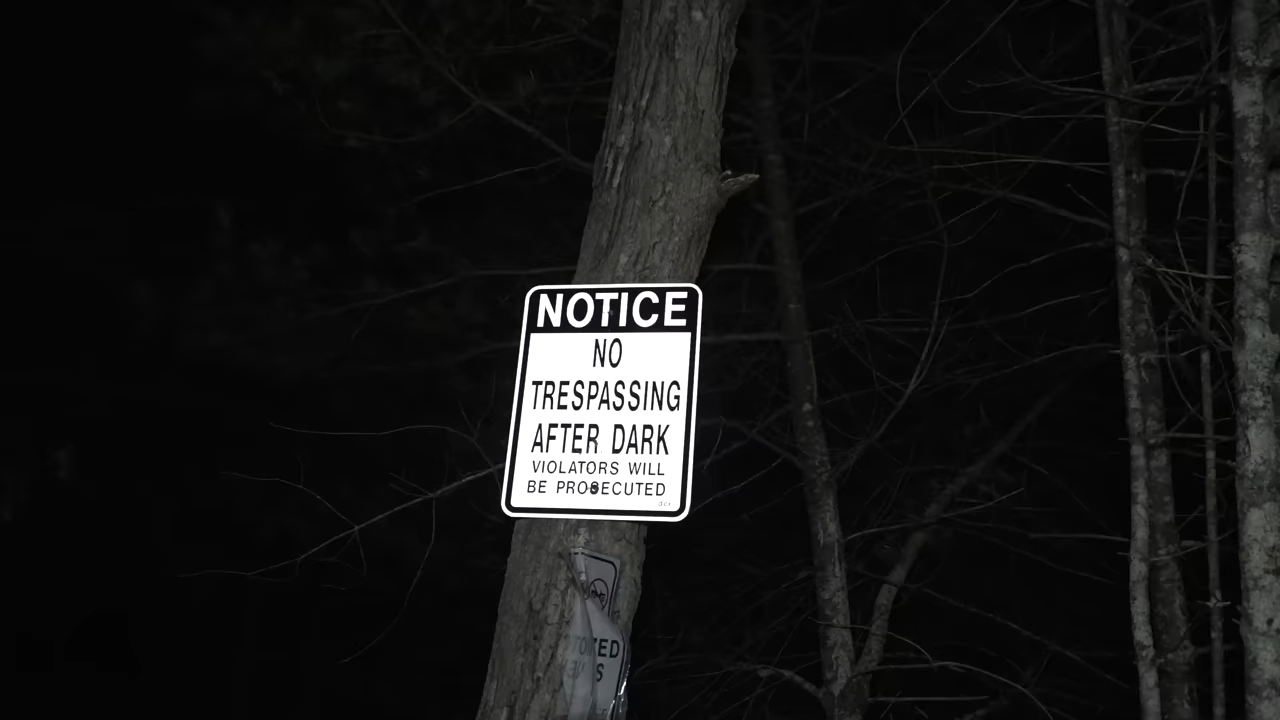 NOTICE
NO
TRESPASSING
AFTER DARK
VIOLATORS WILL
BE PROSECUTED